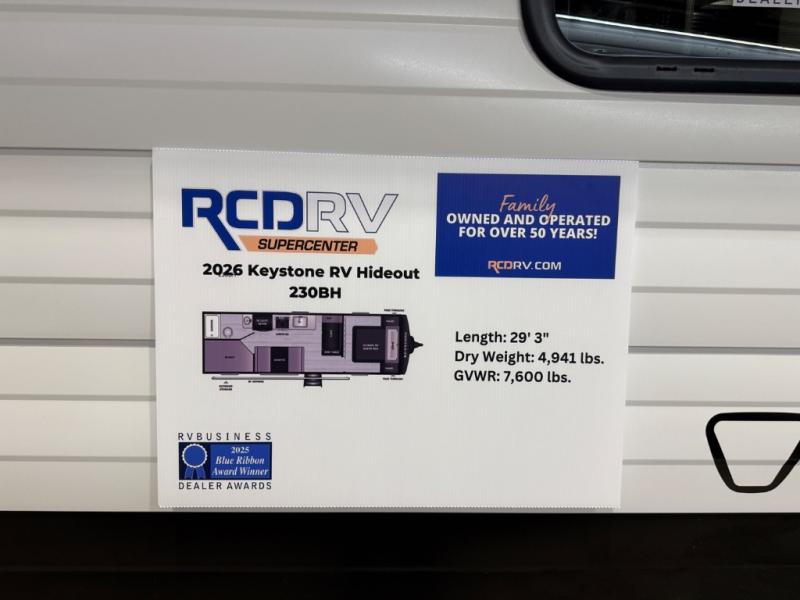 RCDRV
SUPERCENTER
2026 Keystone RV Hideout
230BH
Family
OWNED AND OPERATED
FOR OVER 50 YEARS!
RCDRV.COM
Length: 29' 3"
Dry Weight: 4,941 lbs.
GVWR: 7,600 lbs.
RVBUSINESS
2025
Blue Ribbon
Award Winner
DEALER AWARDS